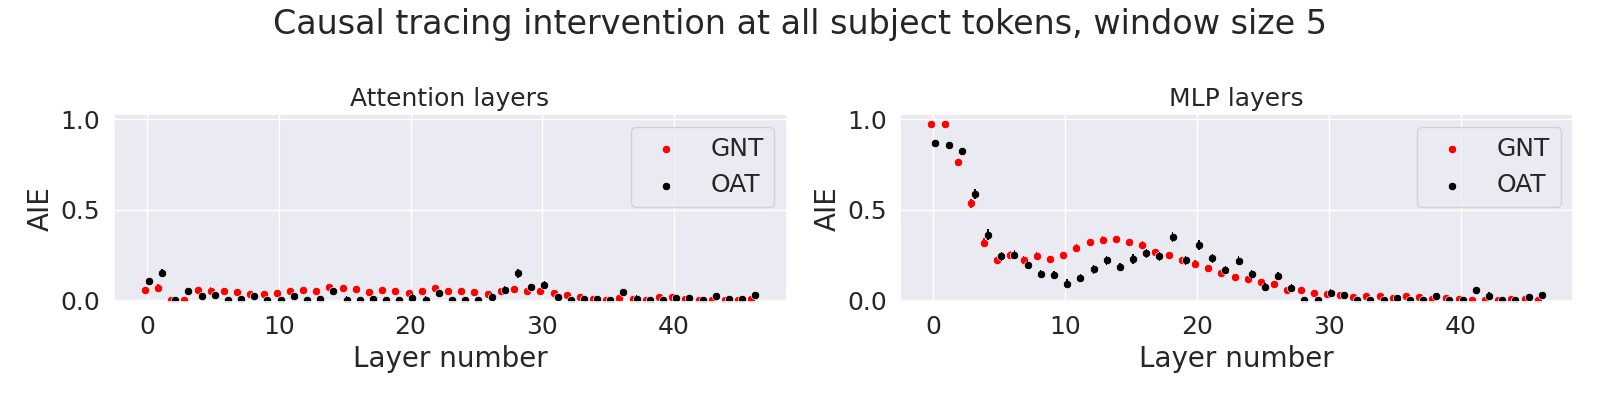 Causal tracing intervention at all subject tokens, window size 5
Attention layers
1.0
0.5
0.0
AIE
GNT
OAT
0
10
20
30
40
Layer number
MLP layers
1.0
0.5
0.0
AIE
GNT
OAT
0
10
20
30
40
Layer number